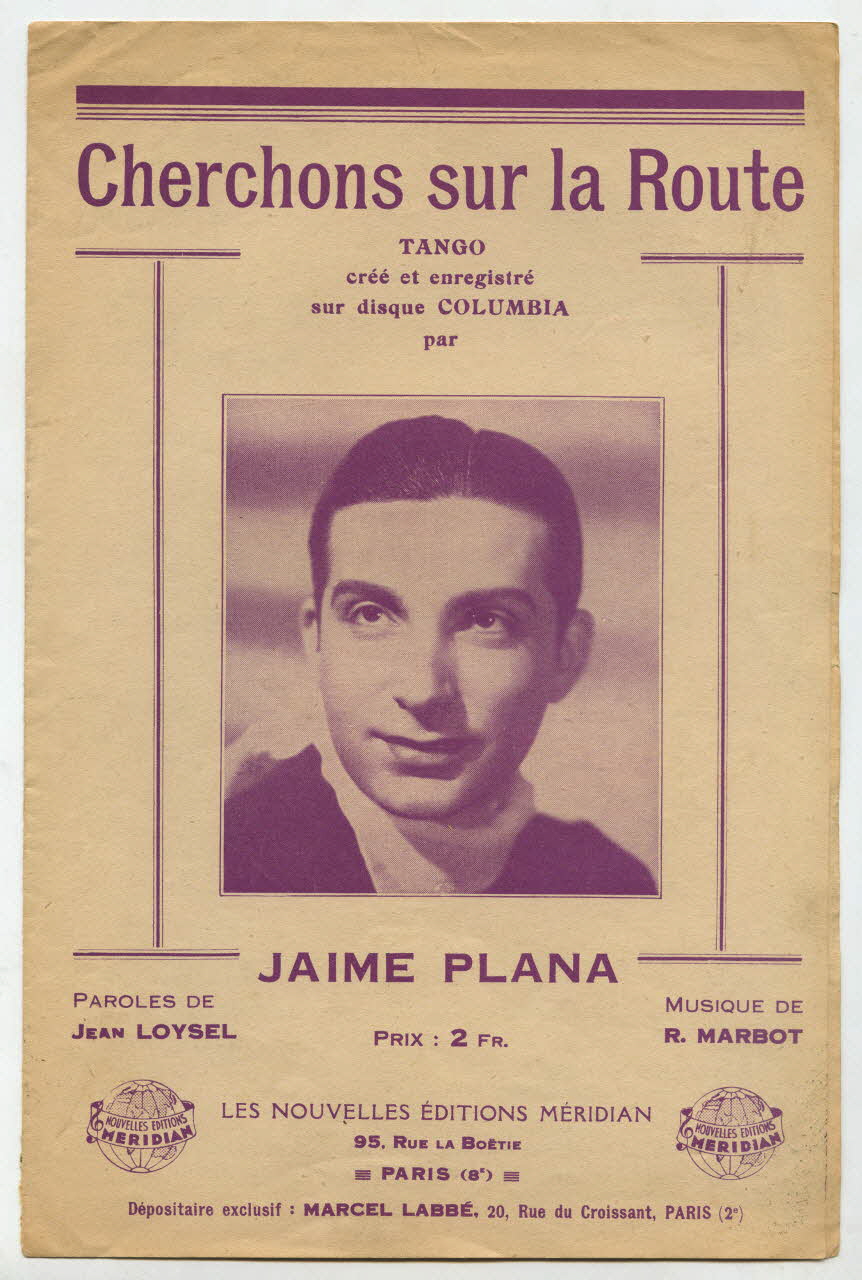 Cherchons sur la Route
TANGO
créé et enregistré
sur disque COLUMBIA
par
JAIME PLANA
PAROLES DE
JEAN LOYSEL
PRIX : 2 FR.
MUSIQUE DE
R. MARBOT
NOUVELLES EDITIONS
MERIDIAN
LES NOUVELLES ÉDITIONS MÉRIDIAN
95, RUE LA BOËTIE
PARIS (8e)
NOUVELLES EDITIONS
MERIDIAN
Dépositaire exclusif : MARCEL LABBÉ, 20, Rue du Croissant, PARIS (2e)